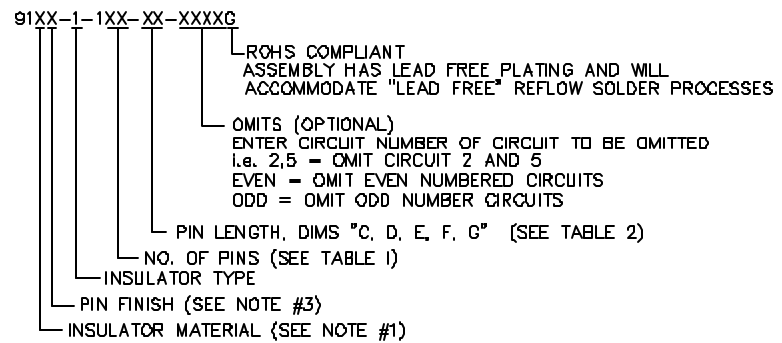 91XX-1-1XX-XX-XXXXG
ROHS COMPLIANT
ASSEMBLY HAS LEAD FREE PLATING AND WILL
ACCOMMODATE "LEAD FREE" REFLOW SOLDER PROCESSES
OMITS (OPTIONAL)
ENTER CIRCUIT NUMBER OF CIRCUIT TO BE OMITTED
i.e. 2,5 = OMIT CIRCUIT 2 AND 5
EVEN = OMIT EVEN NUMBERED CIRCUITS
ODD = OMIT ODD NUMBER CIRCUITS
PIN LENGTH, DIMS "C, D, E, F, G" (SEE TABLE 2)
NO. OF PINS (SEE TABLE I)
INSULATOR TYPE
PIN FINISH (SEE NOTE #3)
INSULATOR MATERIAL (SEE NOTE #1)